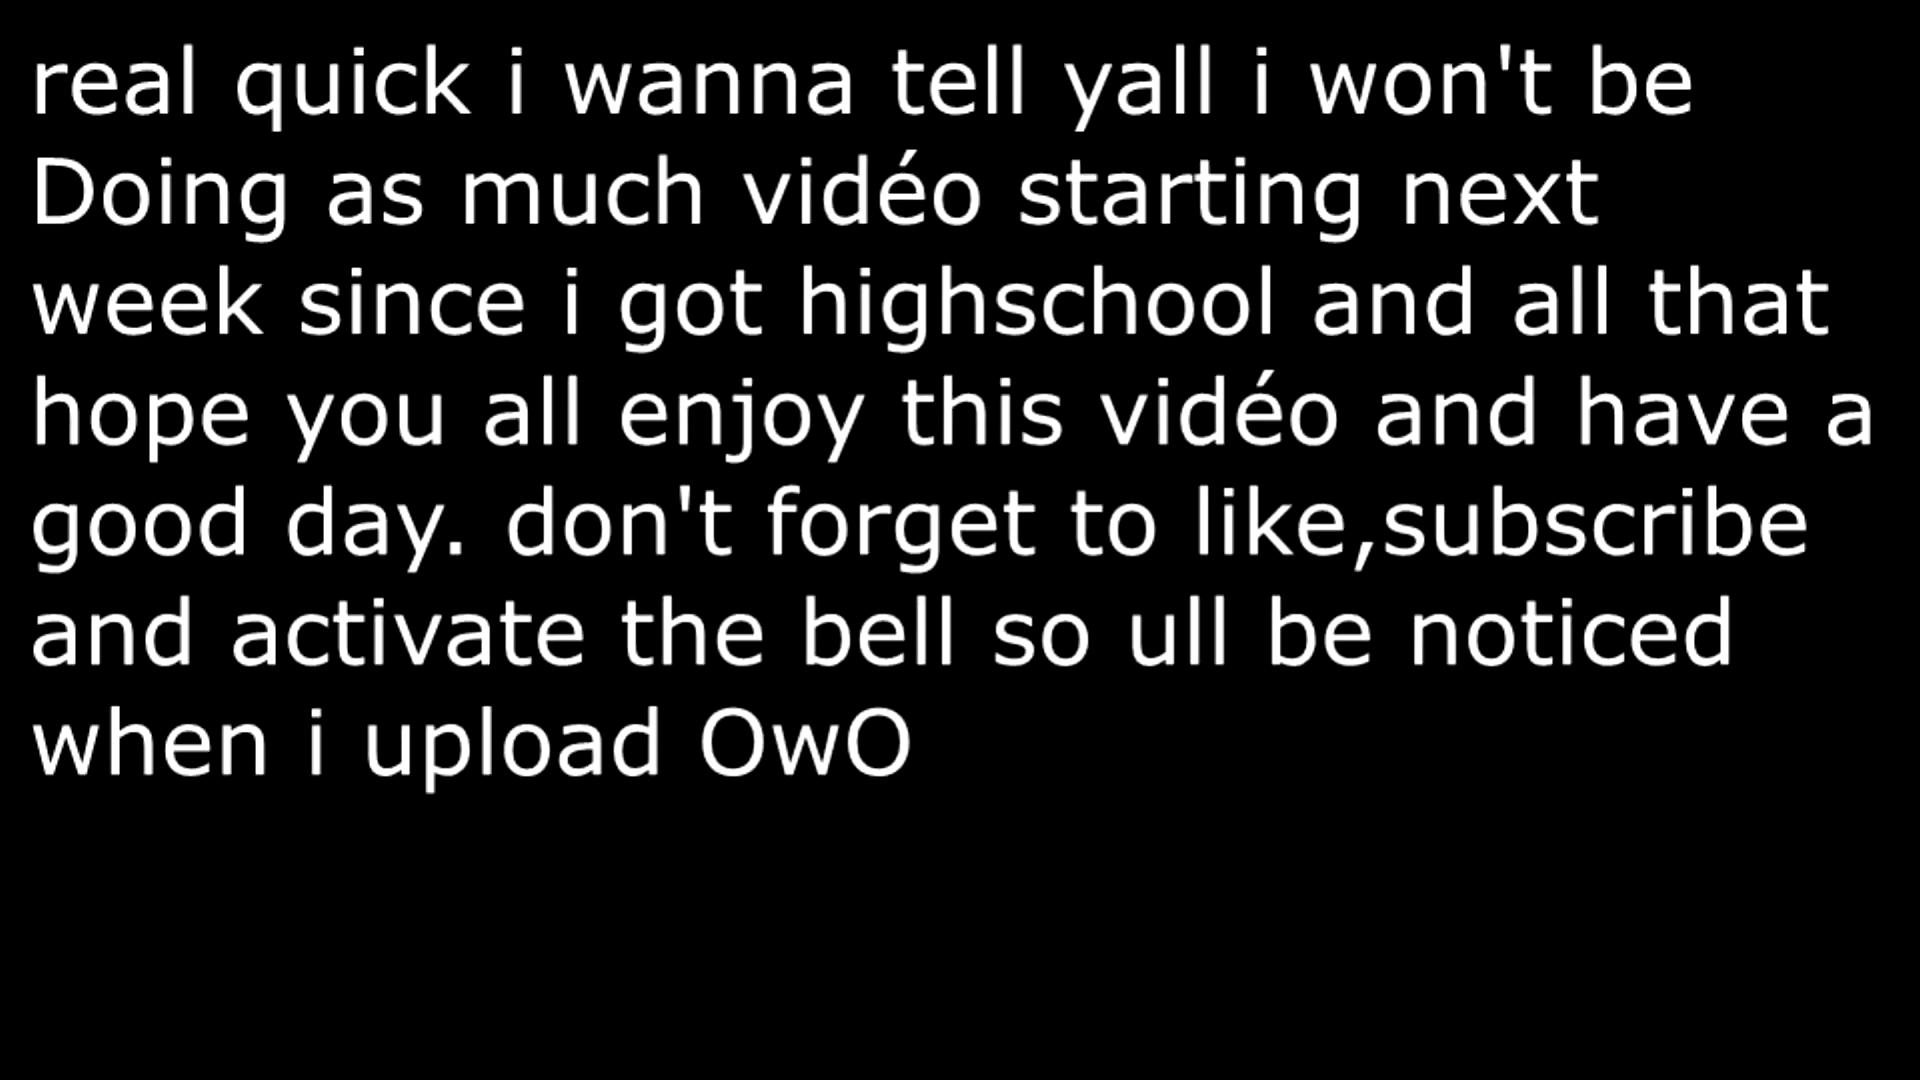 real quick i wanna tell yall i won't be
Doing as much vidéo starting next
week since i got highschool and all that
hope you all enjoy this vidéo and have a
good day. don't forget to like,subscribe
and activate the bell so ull be noticed
when i upload OwO